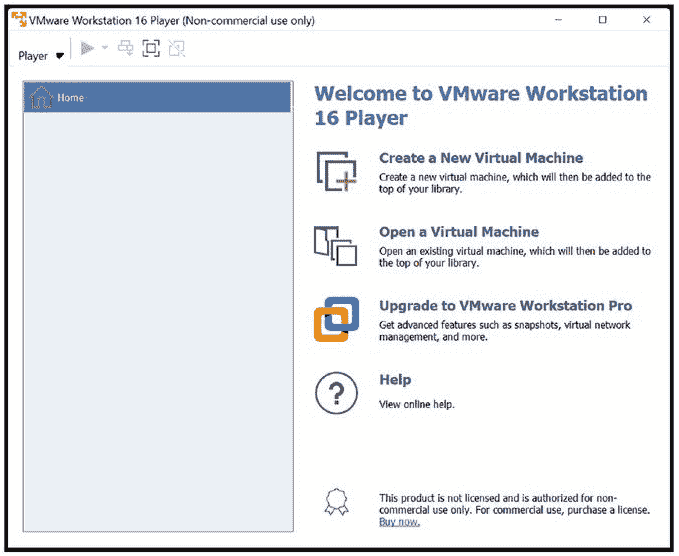 VMware Workstation 16 Player (Non-commercial use only)
Player
Home
Welcome to VMware Workstation
16 Player
Create a New Virtual Machine
Create a new virtual machine, which will then be added to the
top of your library.
Open a Virtual Machine
Open an existing virtual machine, which will then be added to
the top of your library.
Upgrade to VMware Workstation Pro
Get advanced features such as snapshots, virtual network
management, and more.
Help
View online help.
This product is not licensed and is authorized for non-
commercial use only. For commercial use, purchase a license.
Buy now.